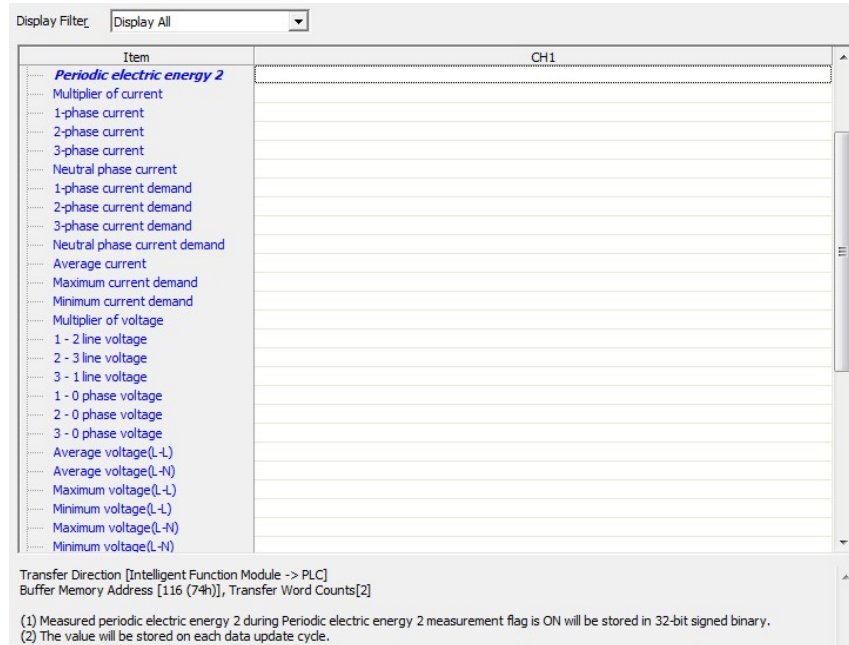 Display Filter Display All
Item CH1
Periodic electric energy 2
Multiplier of current
1-phase current
2-phase current
3-phase current
Neutral phase current
1-phase current demand
2-phase current demand
3-phase current demand
Neutral phase current demand
Average current
Maximum current demand
Minimum current demand
Multiplier of voltage
1 - 2 line voltage
2 - 3 line voltage
3 - 1 line voltage
1 - 0 phase voltage
2 - 0 phase voltage
3 - 0 phase voltage
Average voltage(L-L)
Average voltage(L-N)
Maximum voltage(L-L)
Minimum voltage(L-L)
Maximum voltage(L-N)
Minimum voltage(L-N)
Transfer Direction [Intelligent Function Module -> PLC]
Buffer Memory Address [116 (74h)], Transfer Word Counts[2]
(1) Measured periodic electric energy 2 during Periodic electric energy 2 measurement flag is ON will be stored in 32-bit signed binary.
(2) The value will be stored on each data update cycle.